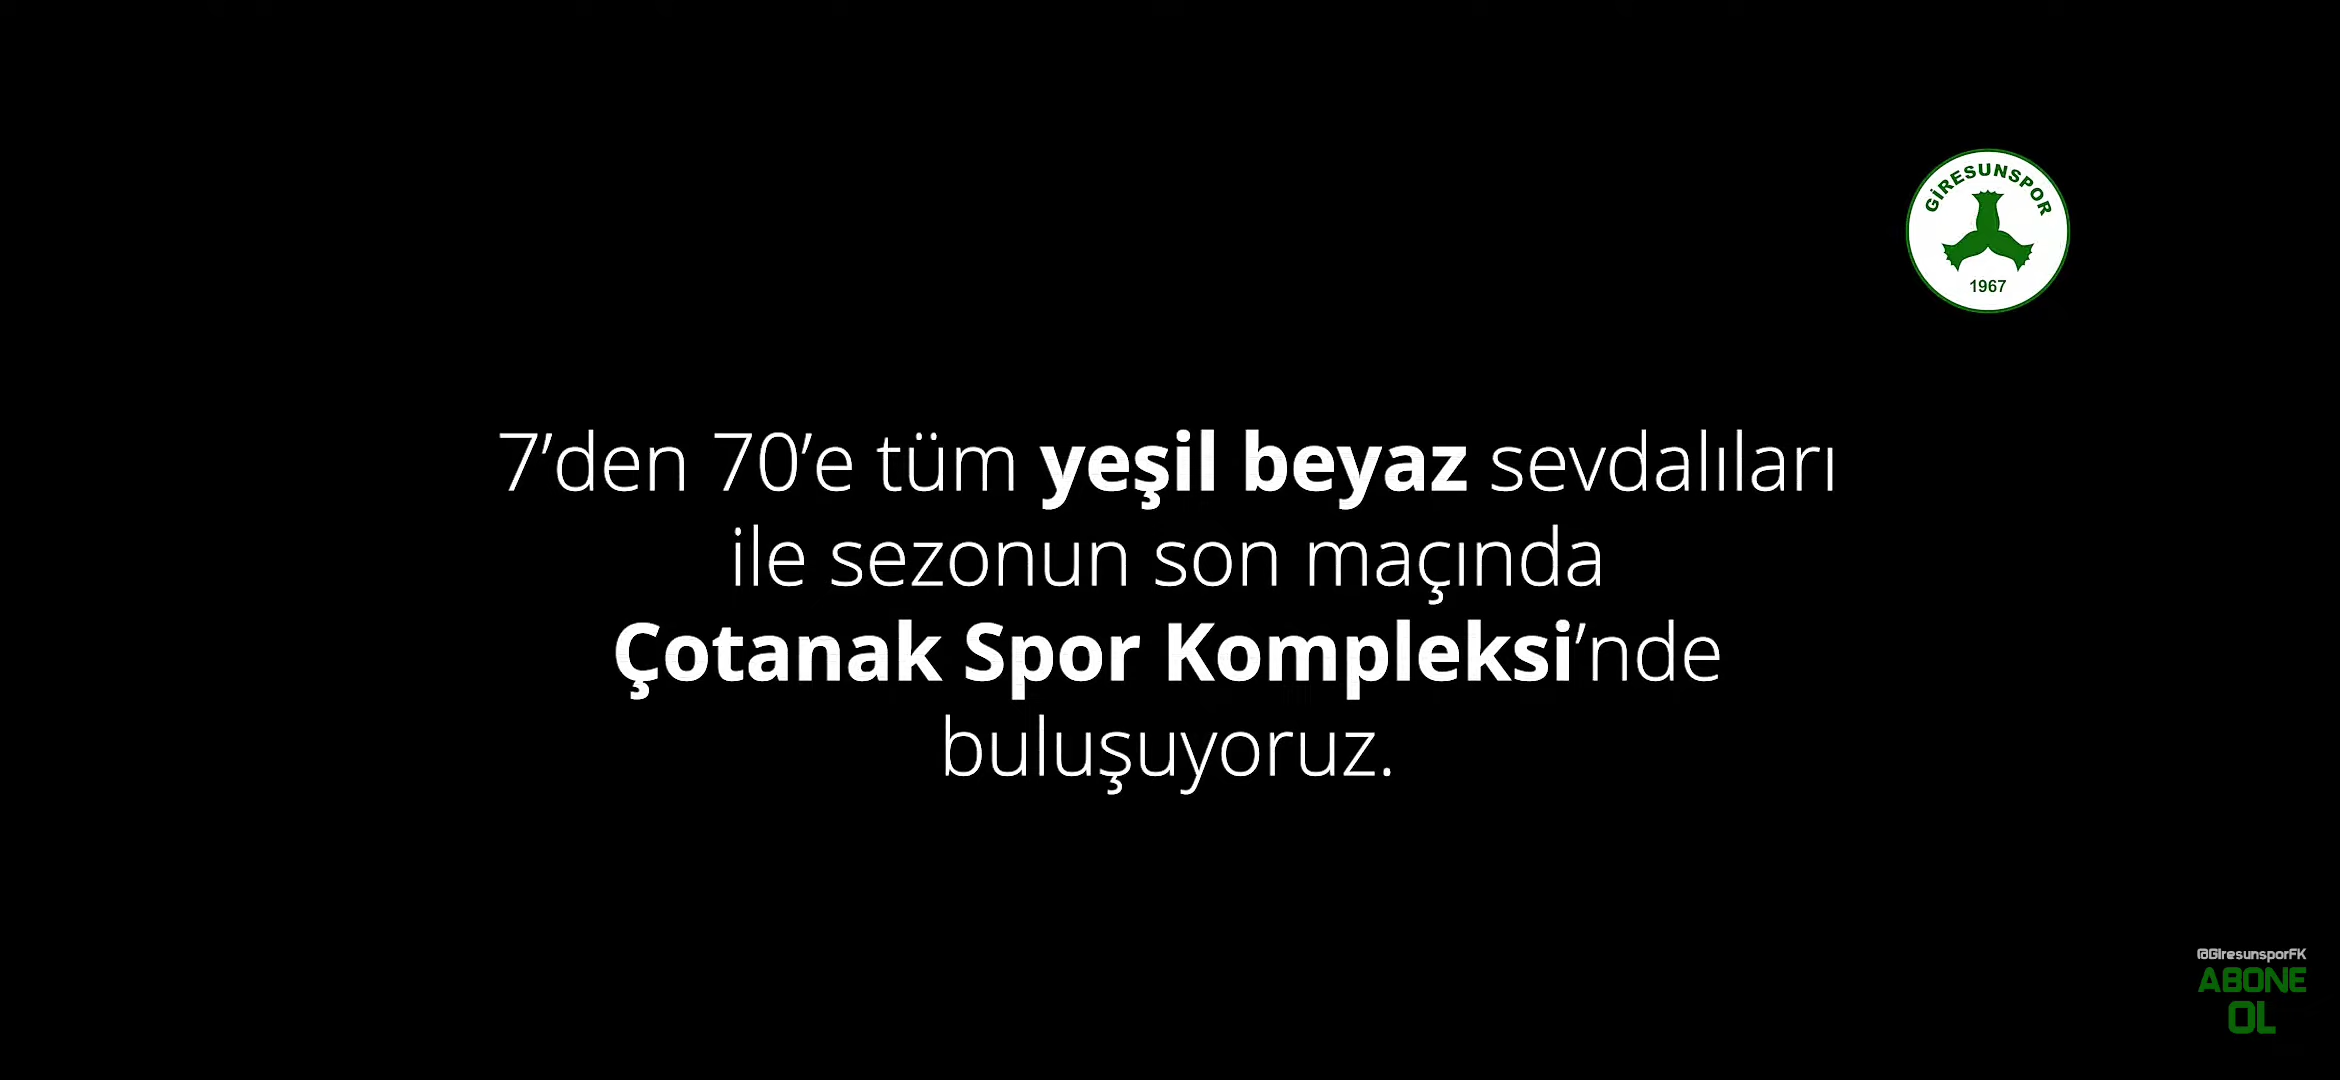 GİRESUNSPOR
1967
7’den 70’e tüm yeşil beyaz sevdalıları
ile sezonun son maçında
Çotanak Spor Kompleksi’nde
buluşuyoruz.
@GiresunsporFK
ABONE
OL